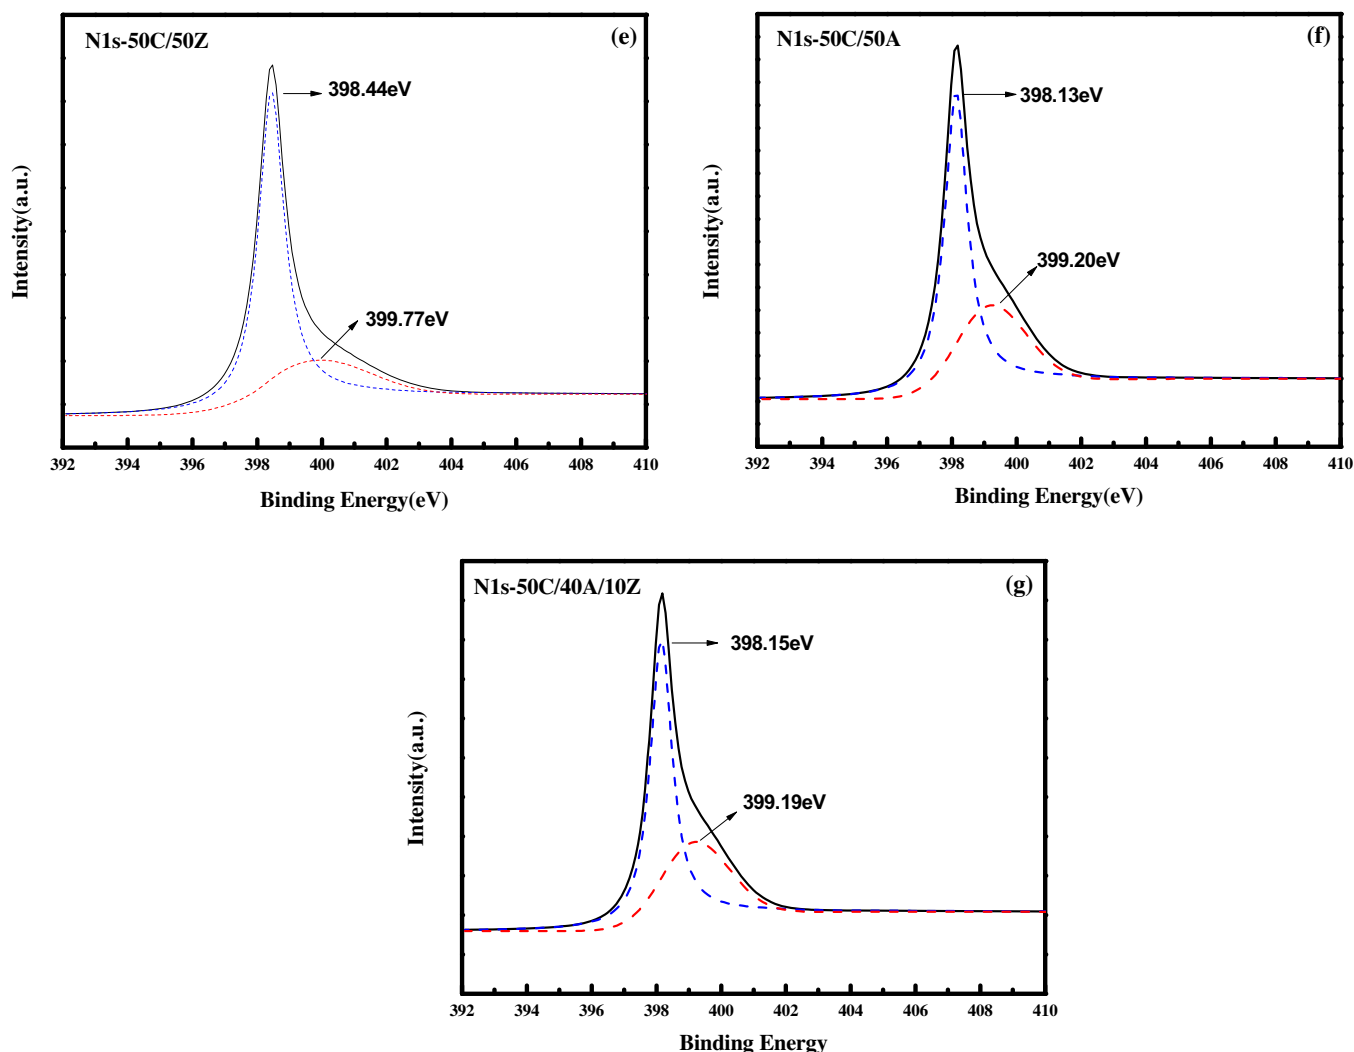 N1s-50C/50Z
(e)
398.44eV
399.77eV
Intensity(a.u.)
392 394 396 398 400 402 404 406 408 410
Binding Energy(eV)
N1s-50C/50A
(f)
398.13eV
399.20eV
Intensity(a.u.)
392 394 396 398 400 402 404 406 408 410
Binding Energy(eV)
N1s-50C/40A/10Z
(g)
398.15eV
399.19eV
Intensity(a.u.)
392 394 396 398 400 402 404 406 408 410
Binding Energy